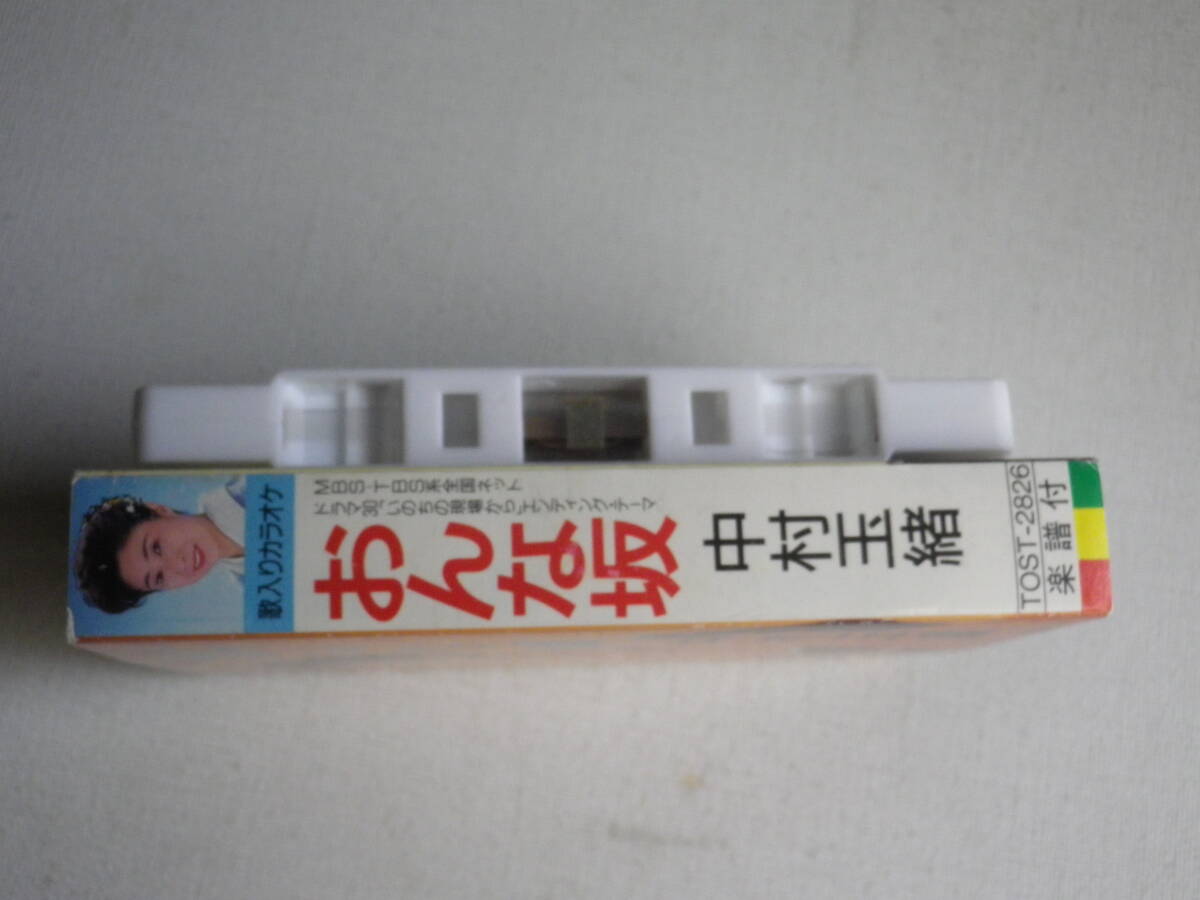 歌入りカラオケ
MBS・TBS系全国ネット
ドラマ30「いのちの現場から」エンディング・テーマ
おんな坂
中村玉緒
TOST-2826
楽譜付